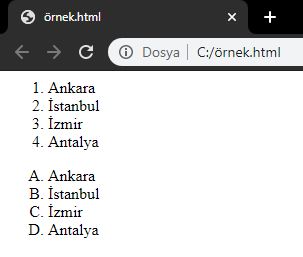 örnek.html
Dosya C:/örnek.html
1. Ankara
2. İstanbul
3. İzmir
4. Antalya
A. Ankara
B. İstanbul
C. İzmir
D. Antalya